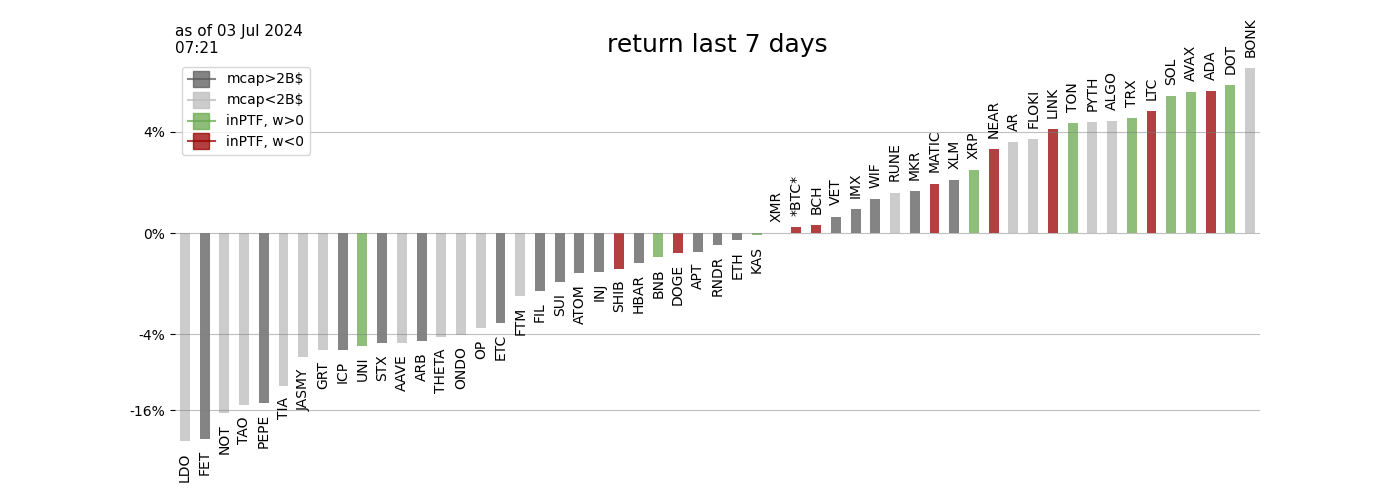 as of 03 Jul 2024
07:21
return last 7 days
mcap>2B$
mcap<2B$
inPTF, w>0
inPTF, w<0
4%
0%
-4%
-16%
LDO
FET
NOT
TAO
PEPE
TIA
JASMY
GRT
ICP
UNI
STX
AAVE
ARB
THETA
ONDO
OP
ETC
FTM
FIL
SUI
ATOM
INJ
SHIB
HBAR
BNB
DOGE
APT
RNDR
ETH
KAS
XMR
*BTC*
BCH
VET
IMX
WIF
RUNE
MKR
MATIC
XLM
XRP
NEAR
AR
FLOKI
LINK
TON
PYTH
ALGO
TRX
LTC
SOL
AVAX
ADA
DOT
BONK